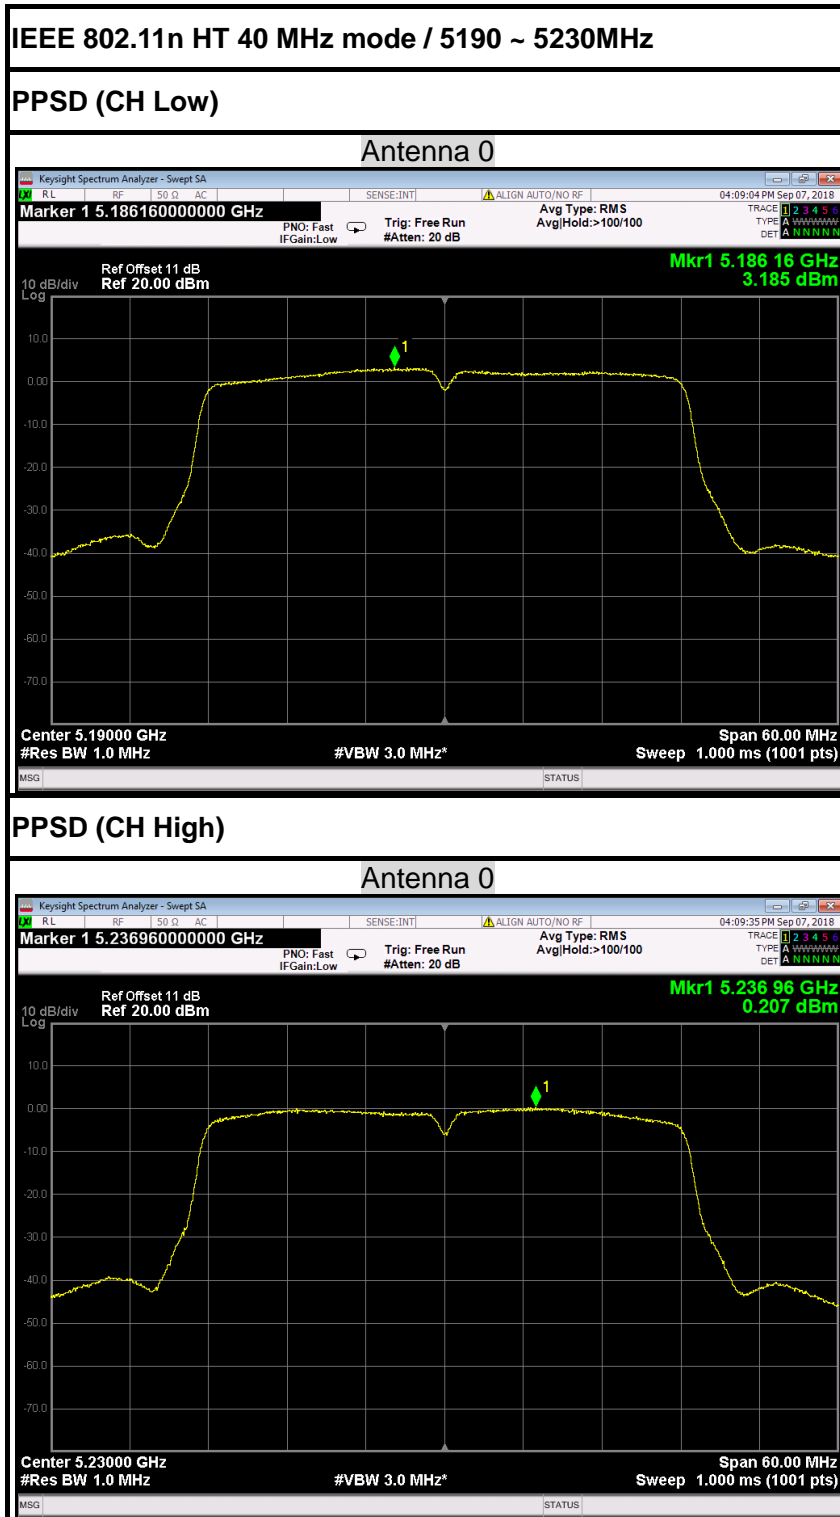 IEEE 802.11n HT 40 MHz mode / 5190 ~ 5230MHz
PPSD (CH Low)
Antenna 0
Keysight Spectrum Analyzer - Swept SA
RL RF 50 Ω AC SENSE:INT ALIGN AUTO/NO RF 04:09:04 PM Sep 07, 2018
Marker 1 5.186160000000 GHz
PNO: Fast
IFGain:Low
Trig: Free Run
#Atten: 20 dB
Avg Type: RMS
Avg|Hold:>100/100
TRACE 1 2 3 4 5 6
TYPE A WWWWW
DET A N N N N N
Mkr1 5.186 16 GHz
3.185 dBm
Ref Offset 11 dB
10 dB/div Ref 20.00 dBm
Log
1
10.0
0.00
-10.0
-20.0
-30.0
-40.0
-50.0
-60.0
-70.0
Center 5.19000 GHz Span 60.00 MHz
#Res BW 1.0 MHz #VBW 3.0 MHz* Sweep 1.000 ms (1001 pts)
MSG STATUS
PPSD (CH High)
Antenna 0
Keysight Spectrum Analyzer - Swept SA
RL RF 50 Ω AC SENSE:INT ALIGN AUTO/NO RF 04:09:35 PM Sep 07, 2018
Marker 1 5.236960000000 GHz
PNO: Fast
IFGain:Low
Trig: Free Run
#Atten: 20 dB
Avg Type: RMS
Avg|Hold:>100/100
TRACE 1 2 3 4 5 6
TYPE A WWWWW
DET A N N N N N
Mkr1 5.236 96 GHz
0.207 dBm
Ref Offset 11 dB
10 dB/div Ref 20.00 dBm
Log
10.0
1
0.00
-10.0
-20.0
-30.0
-40.0
-50.0
-60.0
-70.0
Center 5.23000 GHz Span 60.00 MHz
#Res BW 1.0 MHz #VBW 3.0 MHz* Sweep 1.000 ms (1001 pts)
MSG STATUS